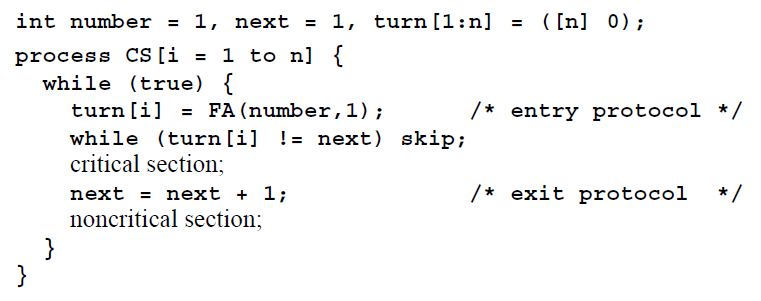 int number = 1, next = 1, turn[1:n] = ([n] 0);
process CS[i = 1 to n] {
while (true) {
turn[i] = FA(number,1); /* entry protocol */
while (turn[i] != next) skip;
critical section;
next = next + 1; /* exit protocol */
noncritical section;
}
}